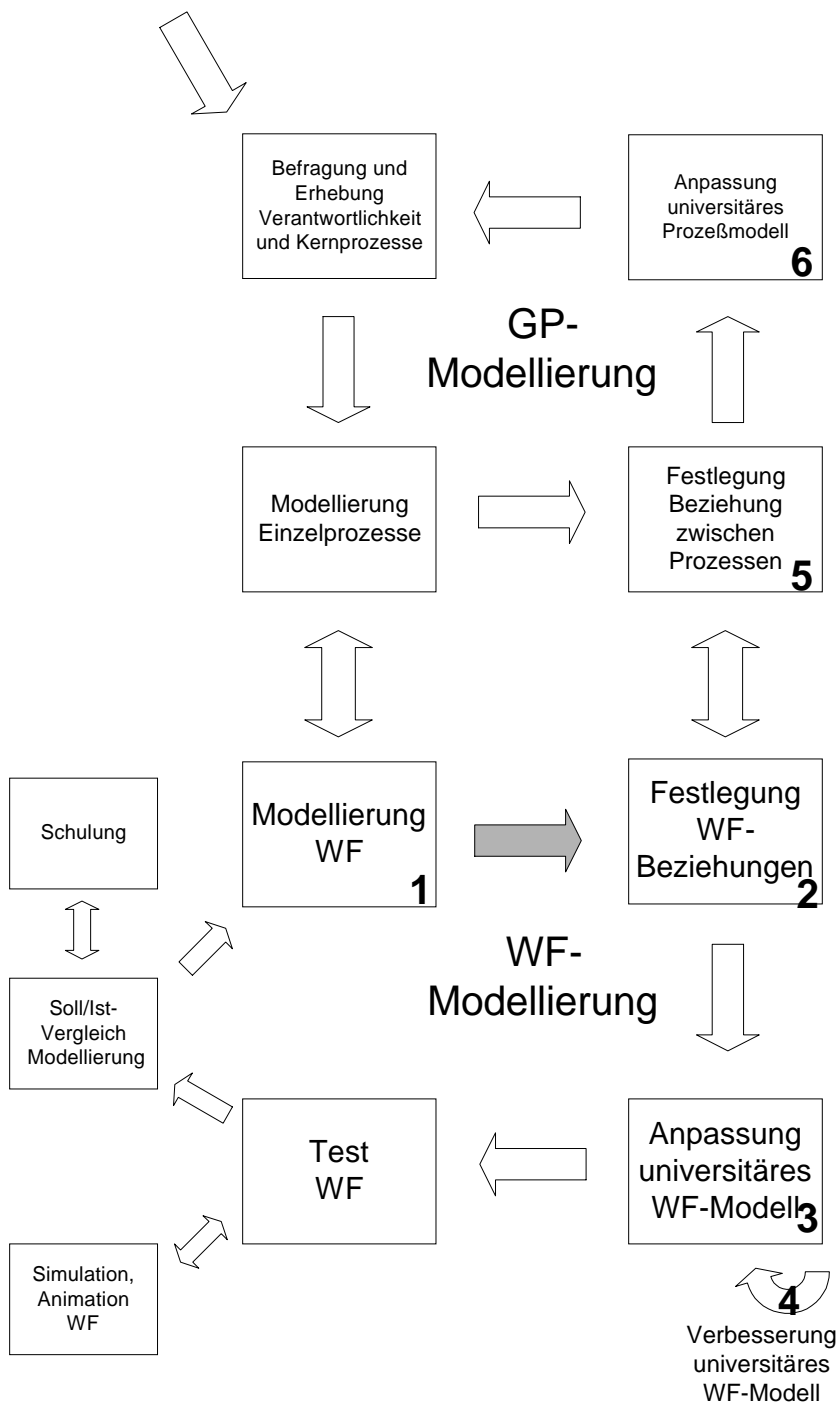 Befragung und
Erhebung
Verantwortlichkeit
und Kernprozesse
Anpassung
universitäres
Prozeßmodell
6
GP-
Modellierung
Modellierung
Einzelprozesse
Festlegung
Beziehung
zwischen
Prozessen
5
Schulung
Modellierung
WF
1
Festlegung
WF-
Beziehungen
2
WF-
Modellierung
Soll/Ist-
Vergleich
Modellierung
Test
WF
Anpassung
universitäres
WF-Modell
3
Simulation,
Animation
WF
4
Verbesserung
universitäres
WF-Modell